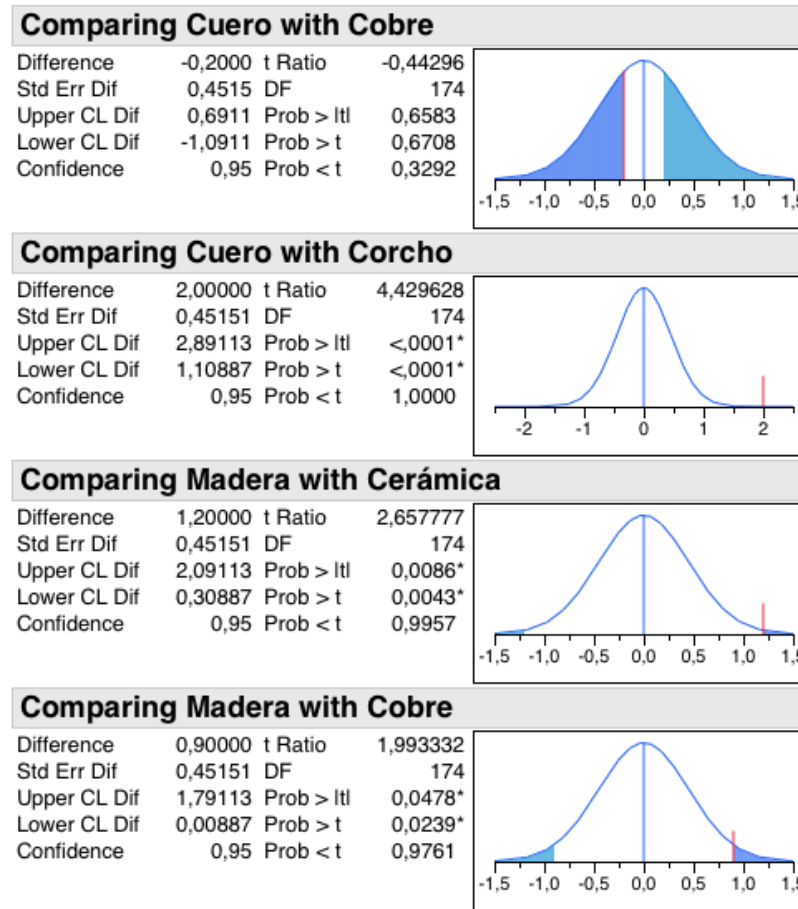 Comparing Cuero with Cobre
Difference -0,2000 t Ratio -0,44296
Std Err Dif 0,4515 DF 174
Upper CL Dif 0,6911 Prob > |t| 0,6583
Lower CL Dif -1,0911 Prob > t 0,6708
Confidence 0,95 Prob < t 0,3292
-1,5 -1,0 -0,5 0,0 0,5 1,0 1,5
Comparing Cuero with Corcho
Difference 2,00000 t Ratio 4,429628
Std Err Dif 0,45151 DF 174
Upper CL Dif 2,89113 Prob > |t| <,0001*
Lower CL Dif 1,10887 Prob > t <,0001*
Confidence 0,95 Prob < t 1,0000
-2 -1 0 1 2
Comparing Madera with Cerámica
Difference 1,20000 t Ratio 2,657777
Std Err Dif 0,45151 DF 174
Upper CL Dif 2,09113 Prob > |t| 0,0086*
Lower CL Dif 0,30887 Prob > t 0,0043*
Confidence 0,95 Prob < t 0,9957
-1,5 -1,0 -0,5 0,0 0,5 1,0 1,5
Comparing Madera with Cobre
Difference 0,90000 t Ratio 1,993332
Std Err Dif 0,45151 DF 174
Upper CL Dif 1,79113 Prob > |t| 0,0478*
Lower CL Dif 0,00887 Prob > t 0,0239*
Confidence 0,95 Prob < t 0,9761
-1,5 -1,0 -0,5 0,0 0,5 1,0 1,5